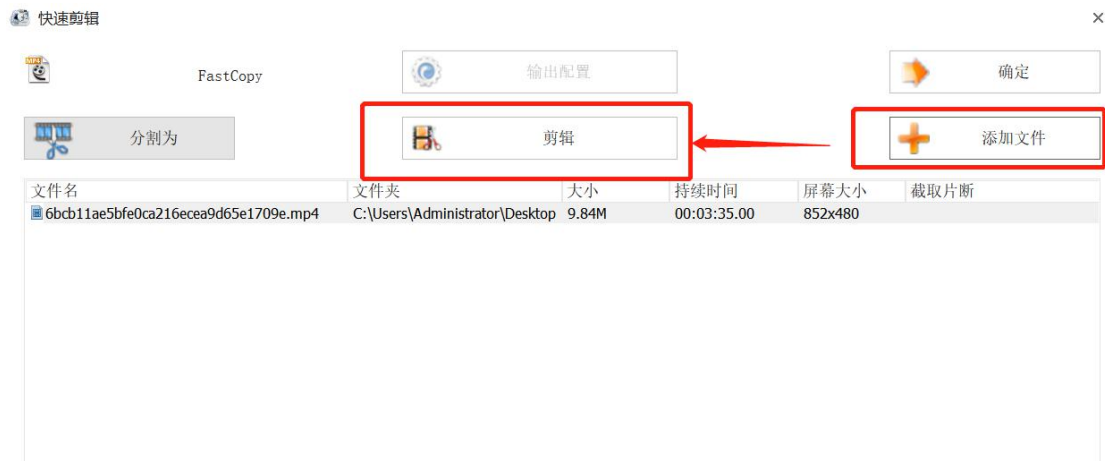 快速剪辑
MP4
FastCopy 输出配置 确定
分割为 剪辑 添加文件
文件名 文件夹 大小 持续时间 屏幕大小 截取片断
6bcb11ae5bfe0ca216ecea9d65e1709e.mp4 C:\Users\Administrator\Desktop 9.84M 00:03:35.00 852x480